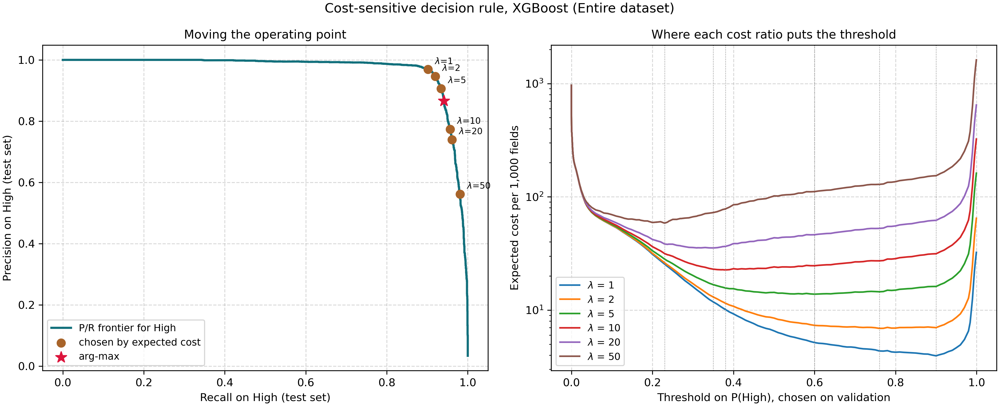 Cost-sensitive decision rule, XGBoost (Entire dataset)
Moving the operating point
Precision on High (test set)
1.0
0.8
0.6
0.4
0.2
0.0
λ=1
λ=2
λ=5
λ=10
λ=20
λ=50
P/R frontier for High
chosen by expected cost
arg-max
0.0 0.2 0.4 0.6 0.8 1.0
Recall on High (test set)
Where each cost ratio puts the threshold
Expected cost per 1,000 fields
10³
10²
10¹
λ = 1
λ = 2
λ = 5
λ = 10
λ = 20
λ = 50
0.0 0.2 0.4 0.6 0.8 1.0
Threshold on P(High), chosen on validation